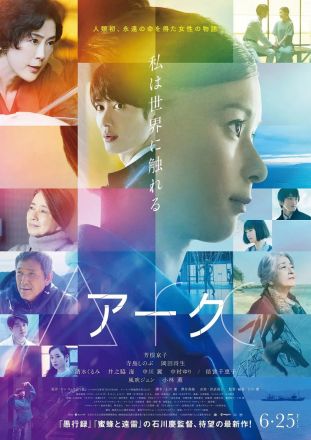 人類初、永遠の命を得た女性の物語
私は世界に触れる
Arc
アーク
芳根京子
寺島しのぶ 岡田将生
清水くるみ 井之脇 海 中川 翼 中村ゆり / 倍賞千恵子
風吹ジュン 小林 薫
『愚行録』『蜜蜂と遠雷』の石川慶監督、待望の最新作!
6.25